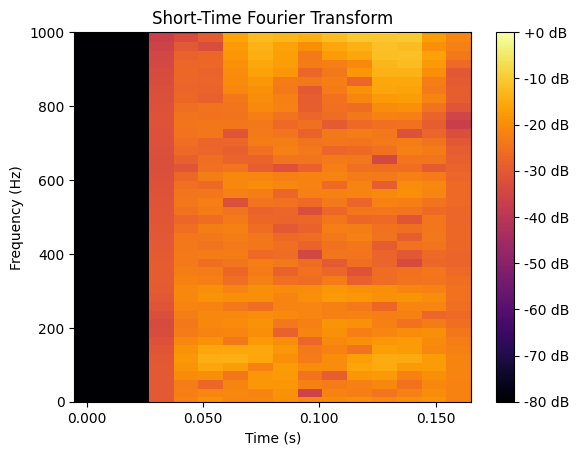 Short-Time Fourier Transform
1000
800
600
400
200
0
Frequency (Hz)
0.000
0.050
0.100
0.150
Time (s)
+0 dB
-10 dB
-20 dB
-30 dB
-40 dB
-50 dB
-60 dB
-70 dB
-80 dB